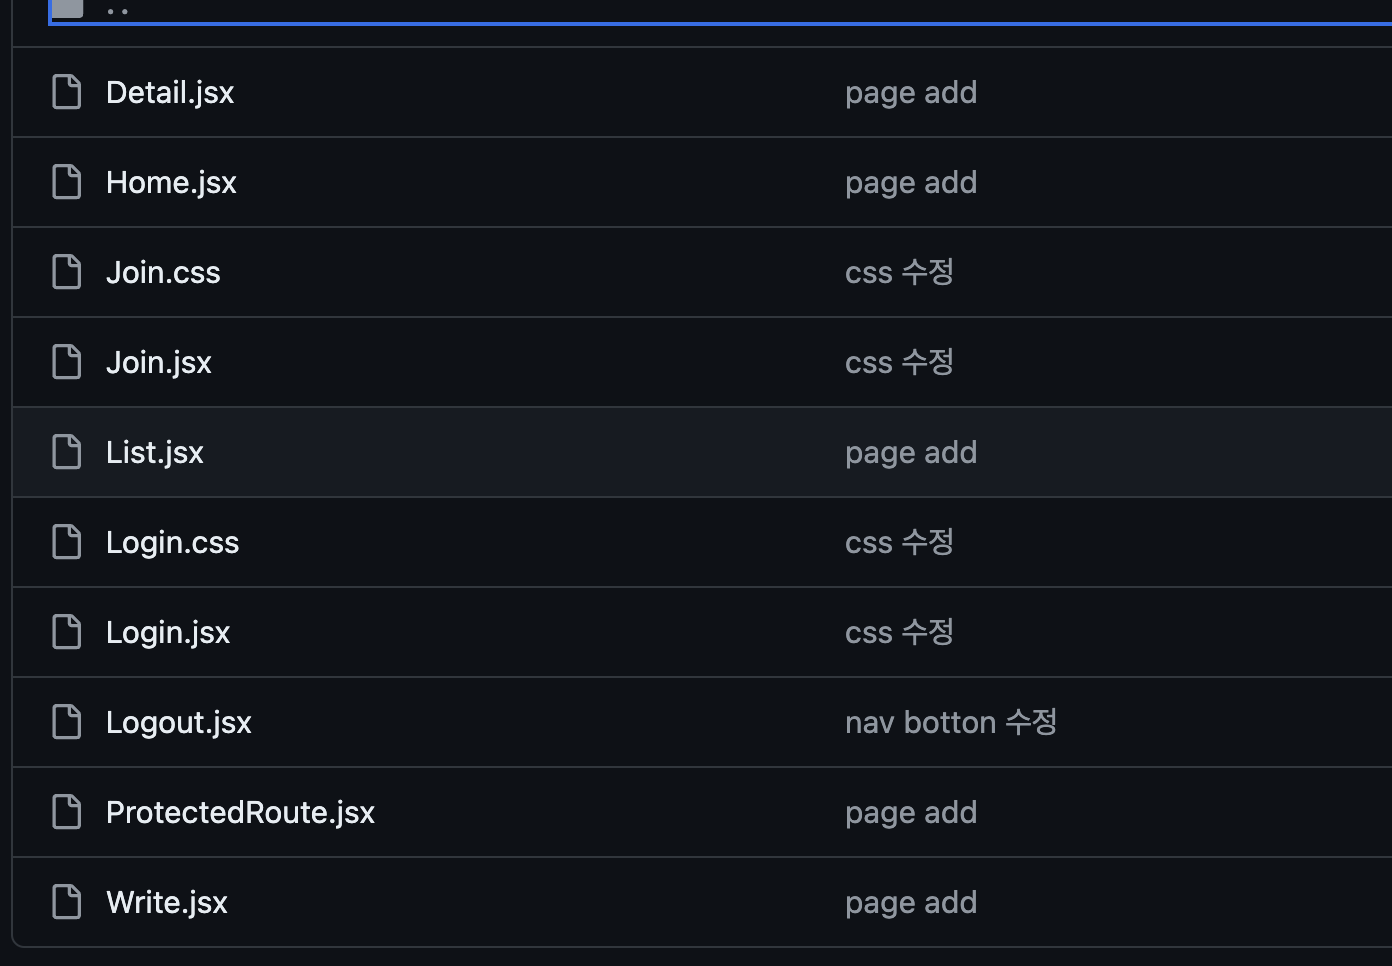 ..
Detail.jsx page add
Home.jsx page add
Join.css css 수정
Join.jsx css 수정
List.jsx page add
Login.css css 수정
Login.jsx css 수정
Logout.jsx nav botton 수정
ProtectedRoute.jsx page add
Write.jsx page add